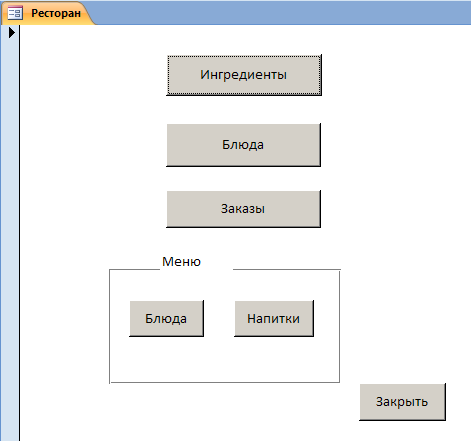 Ресторан
Ингредиенты
Блюда
Заказы
Меню
Блюда Напитки
Закрыть